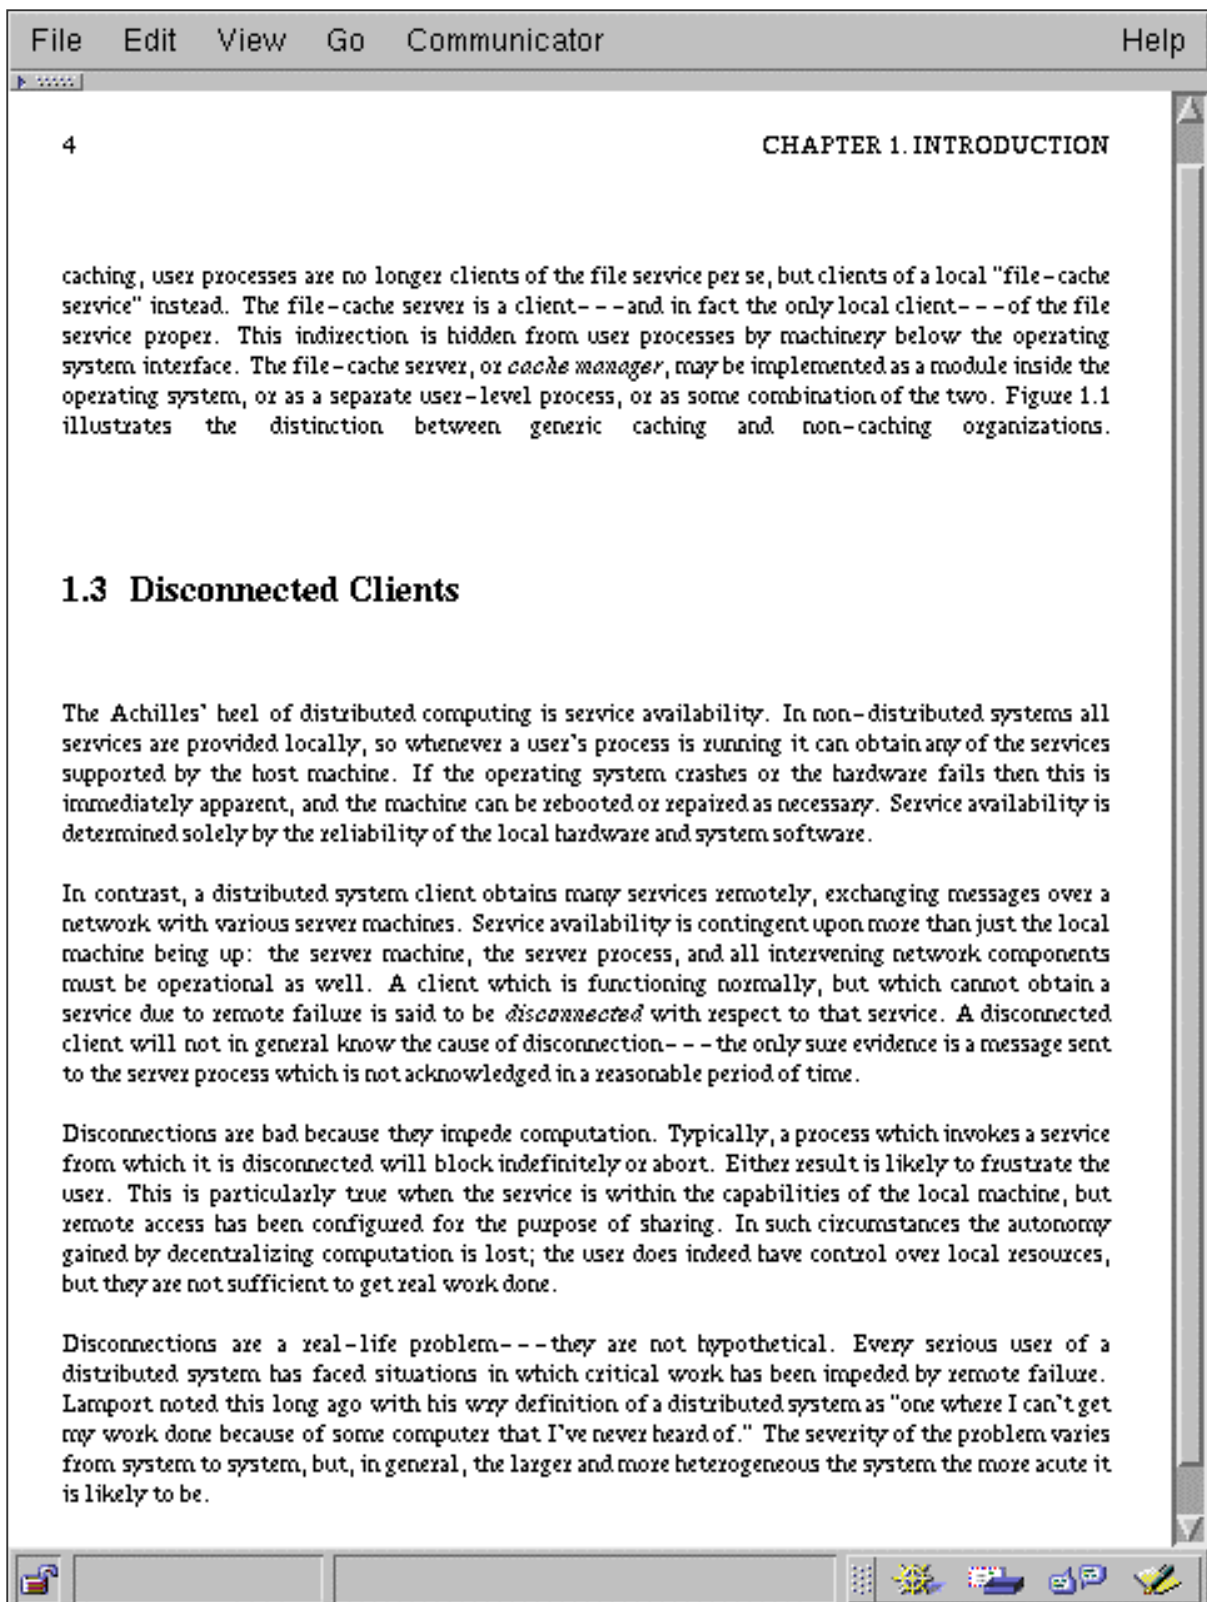 File Edit View Go Communicator Help
4 CHAPTER 1. INTRODUCTION
caching, user processes are no longer clients of the file service per se, but clients of a local "file-cache
service" instead. The file-cache server is a client---and in fact the only local client---of the file
service proper. This indirection is hidden from user processes by machinery below the operating
system interface. The file-cache server, or cache manager, may be implemented as a module inside the
operating system, or as a separate user-level process, or as some combination of the two. Figure 1.1
illustrates the distinction between generic caching and non-caching organizations.
1.3 Disconnected Clients
The Achilles' heel of distributed computing is service availability. In non-distributed systems all
services are provided locally, so whenever a user's process is running it can obtain any of the services
supported by the host machine. If the operating system crashes or the hardware fails then this is
immediately apparent, and the machine can be rebooted or repaired as necessary. Service availability is
determined solely by the reliability of the local hardware and system software.
In contrast, a distributed system client obtains many services remotely, exchanging messages over a
network with various server machines. Service availability is contingent upon more than just the local
machine being up: the server machine, the server process, and all intervening network components
must be operational as well. A client which is functioning normally, but which cannot obtain a
service due to remote failure is said to be disconnected with respect to that service. A disconnected
client will not in general know the cause of disconnection---the only sure evidence is a message sent
to the server process which is not acknowledged in a reasonable period of time.
Disconnections are bad because they impede computation. Typically, a process which invokes a service
from which it is disconnected will block indefinitely or abort. Either result is likely to frustrate the
user. This is particularly true when the service is within the capabilities of the local machine, but
remote access has been configured for the purpose of sharing. In such circumstances the autonomy
gained by decentralizing computation is lost; the user does indeed have control over local resources,
but they are not sufficient to get real work done.
Disconnections are a real-life problem---they are not hypothetical. Every serious user of a
distributed system has faced situations in which critical work has been impeded by remote failure.
Lamport noted this long ago with his wry definition of a distributed system as "one where I can't get
my work done because of some computer that I've never heard of." The severity of the problem varies
from system to system, but, in general, the larger and more heterogeneous the system the more acute it
is likely to be.